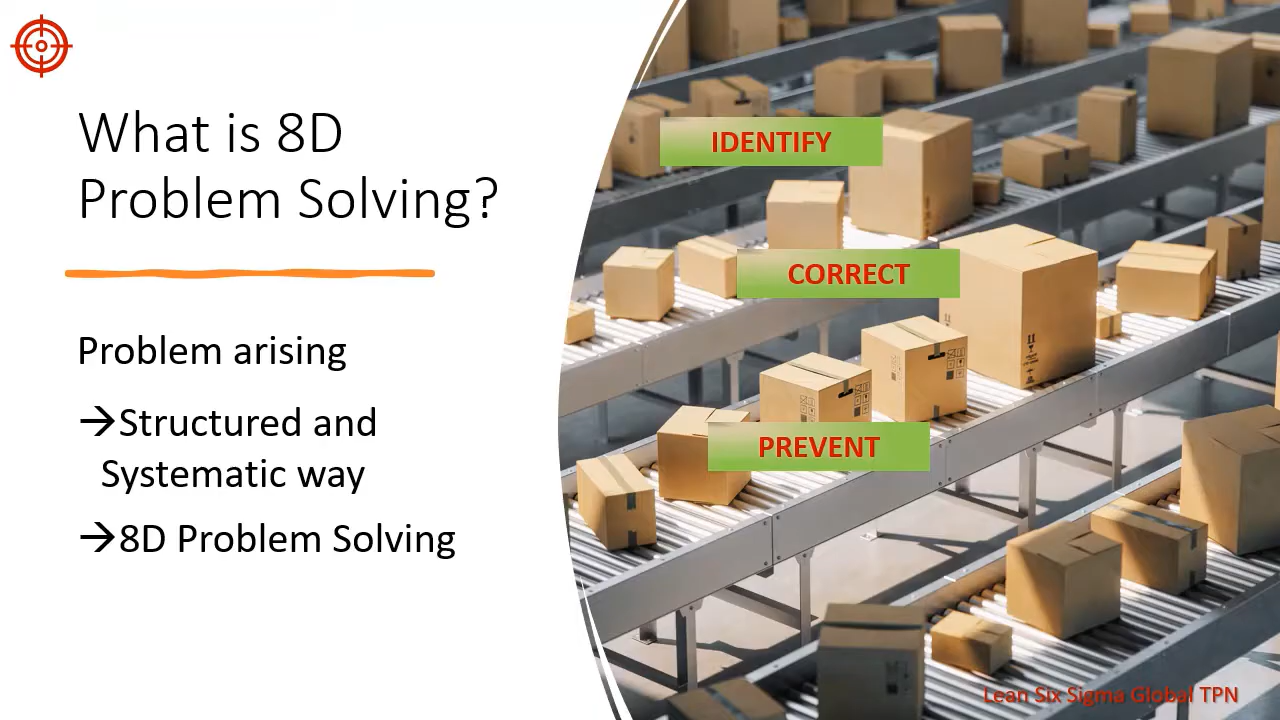 What is 8D
Problem Solving?
Problem arising
→Structured and
Systematic way
→8D Problem Solving
IDENTIFY
CORRECT
PREVENT
Lean Six Sigma Global TPN